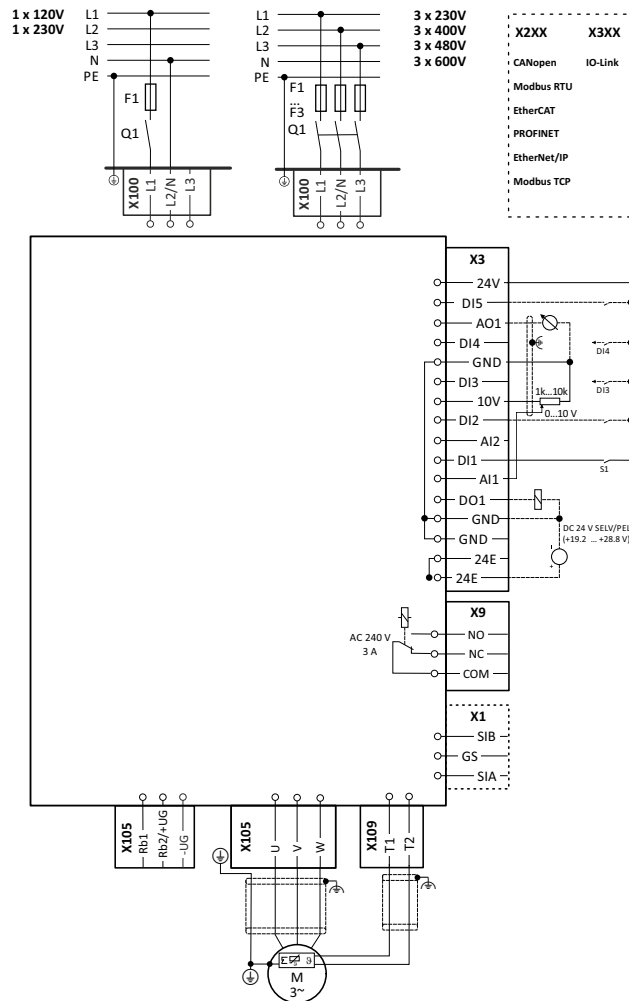 1 x 120V
1 x 230V
L1
L2
L3
N
PE
F1
Q1
X100
L1
L2/N
L3
L1
L2
L3
N
PE
3 x 230V
3 x 400V
3 x 480V
3 x 600V
F1
...
F3
Q1
X100
L1
L2/N
L3
X2XX X3XX
CANopen IO-Link
Modbus RTU
EtherCAT
PROFINET
EtherNet/IP
Modbus TCP
X3
24V
DI5
AO1
DI4
DI4
GND
DI3
DI3
1k...10k
10V
0...10 V
DI2
AI2
DI1
S1
AI1
DO1
GND
DC 24 V SELV/PEL
(+19.2 ... +28.8 V)
GND
24E
24E
X9
AC 240 V
3 A
NO
NC
COM
X1
SIB
GS
SIA
X105
Rb1
Rb2/+UG
-UG
X105
U
V
W
X109
T1
T2
ϑ
M
3~